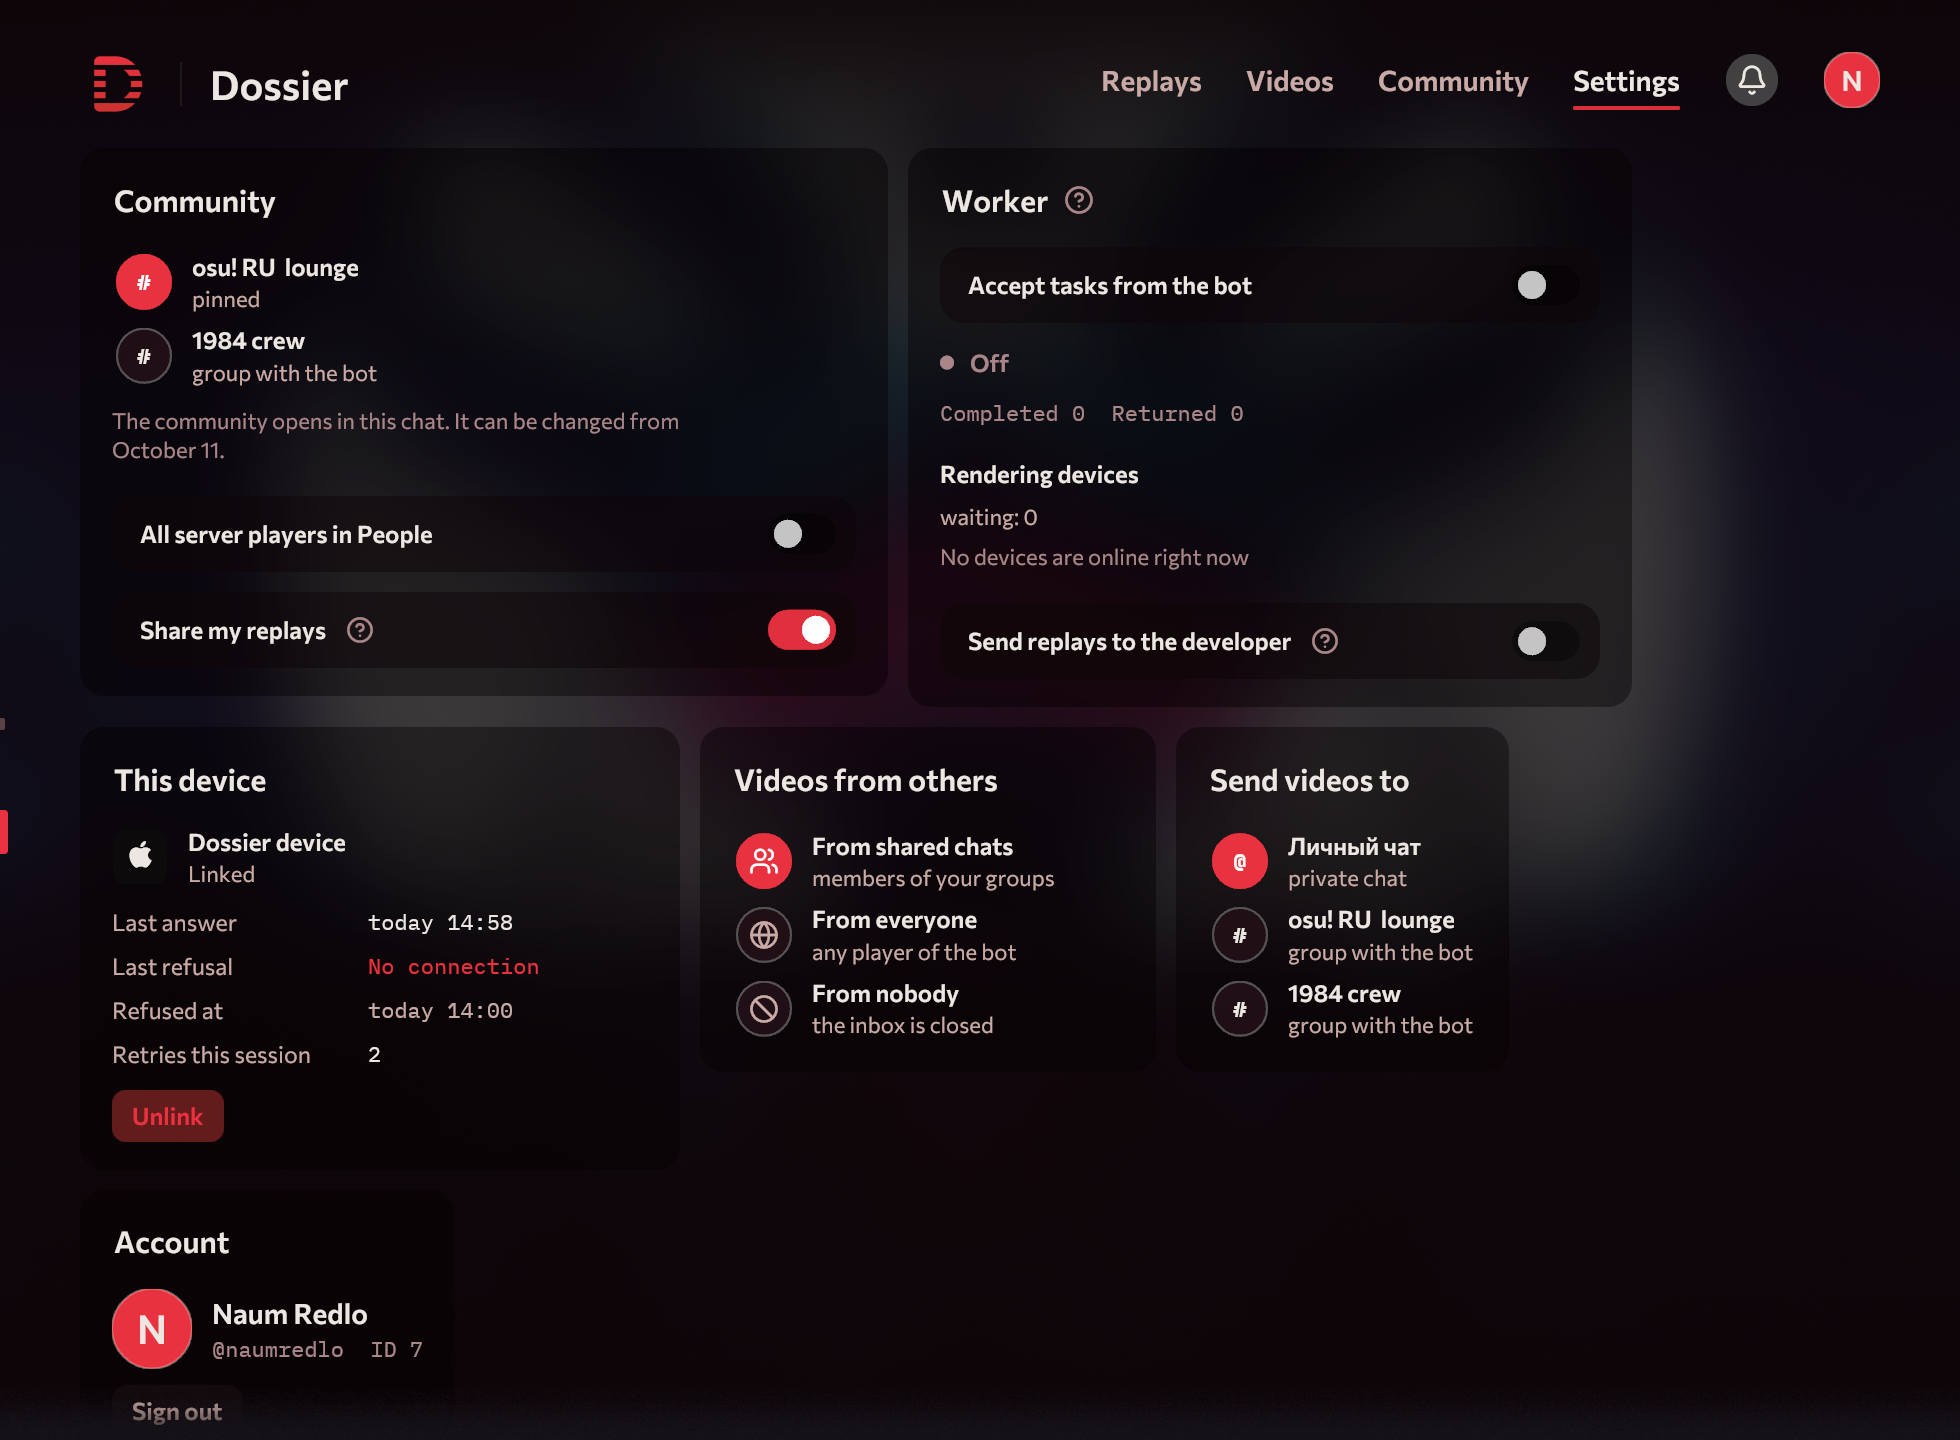 Dossier
Replays
Videos
Community
Settings
N
Community
# osu! RU lounge
pinned
# 1984 crew
group with the bot
The community opens in this chat. It can be changed from
October 11.
All server players in People
Share my replays ?
Worker ?
Accept tasks from the bot
Off
Completed 0 Returned 0
Rendering devices
waiting: 0
No devices are online right now
Send replays to the developer ?
This device
Dossier device
Linked
Last answer today 14:58
Last refusal No connection
Refused at today 14:00
Retries this session 2
Unlink
Videos from others
From shared chats
members of your groups
From everyone
any player of the bot
From nobody
the inbox is closed
Send videos to
@ Личный чат
private chat
# osu! RU lounge
group with the bot
# 1984 crew
group with the bot
Account
N Naum Redlo
@naumredlo ID 7
Sign out